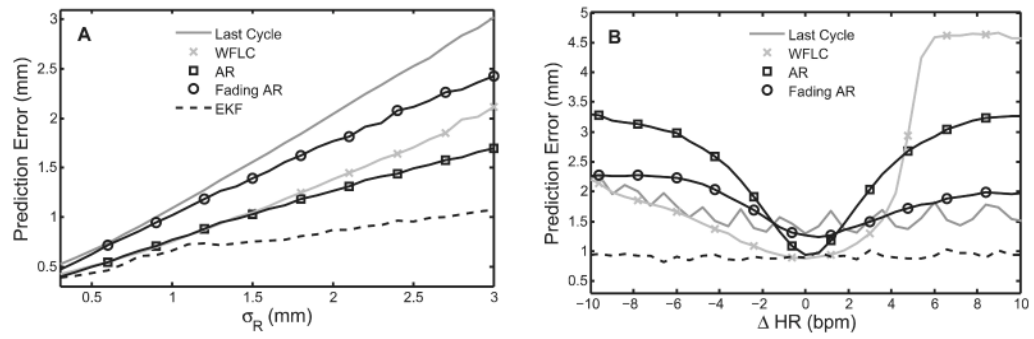 A
Last Cycle
WFLC
AR
Fading AR
EKF
Prediction Error (mm)
3
2.5
2
1.5
1
0.5
0.5
1
1.5
2
2.5
3
σR (mm)
B
Last Cycle
WFLC
AR
Fading AR
EKF
Prediction Error (mm)
5
4.5
4
3.5
3
2.5
2
1.5
1
0.5
-10
-8
-6
-4
-2
0
2
4
6
8
10
Δ HR (bpm)